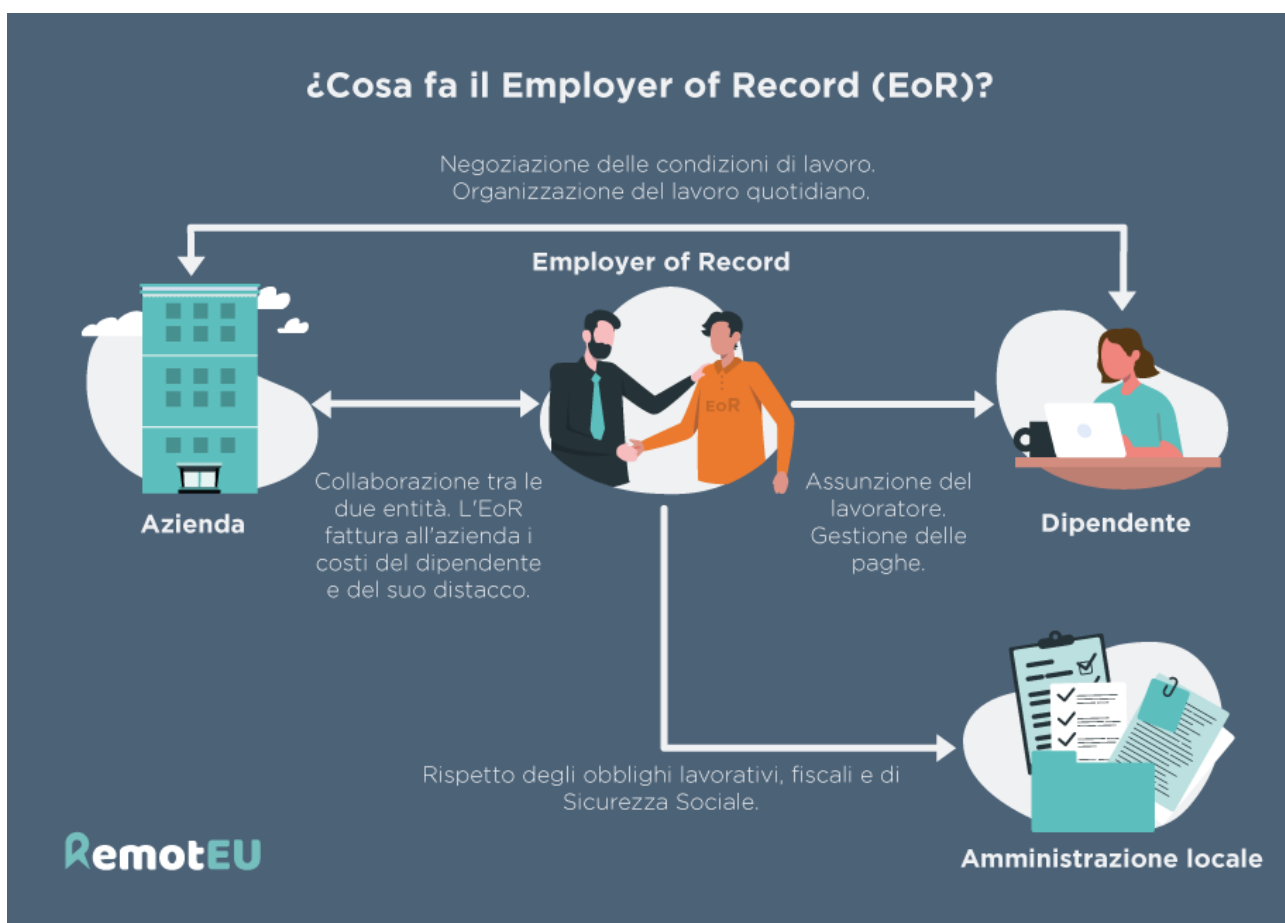 ¿Cosa fa il Employer of Record (EoR)?
Negoziazione delle condizioni di lavoro.
Organizzazione del lavoro quotidiano.
Employer of Record
EoR
Azienda
Collaborazione tra le
due entità. L'EoR
fattura all'azienda i
costi del dipendente
e del suo distacco.
Assunzione del
lavoratore.
Gestione delle
paghe.
Dipendente
Rispetto degli obblighi lavorativi, fiscali e di
Sicurezza Sociale.
RemotEU
Amministrazione locale